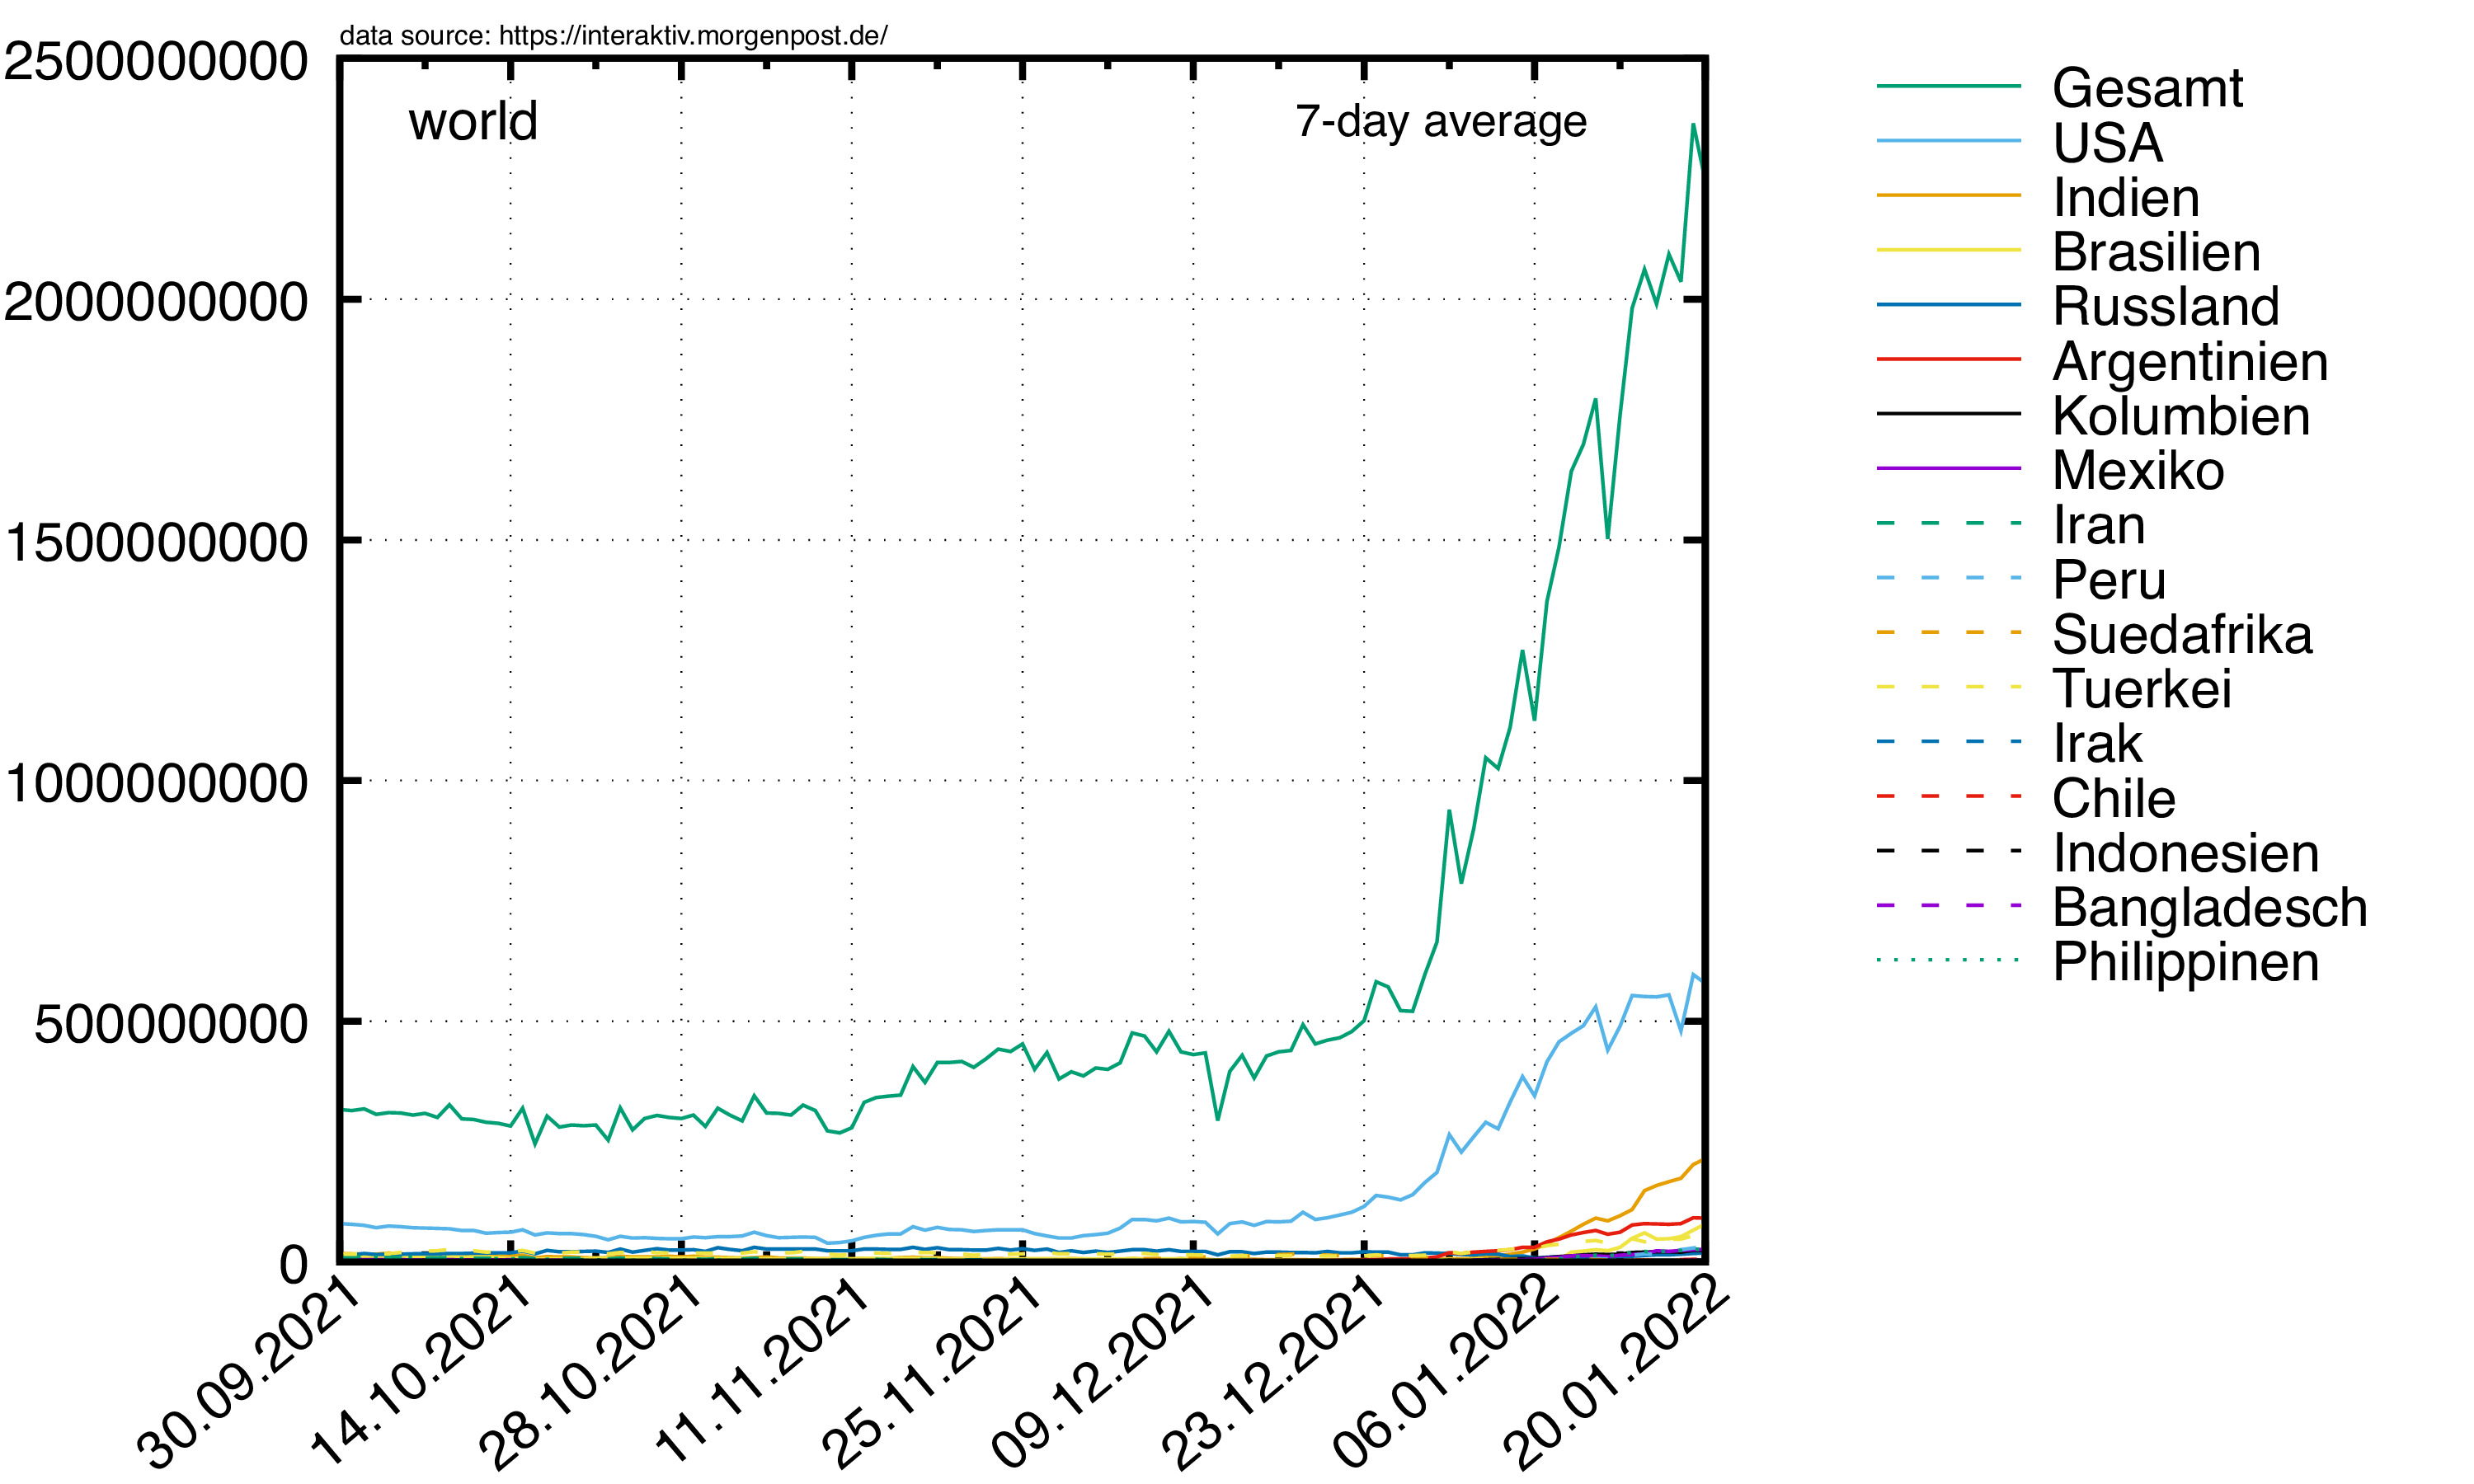 data source: https://interaktiv.morgenpost.de/
world
7-day average
2500000000
2000000000
1500000000
1000000000
500000000
0
30.09.2021
14.10.2021
28.10.2021
11.11.2021
25.11.2021
09.12.2021
23.12.2021
06.01.2022
20.01.2022
Gesamt
USA
Indien
Brasilien
Russland
Argentinien
Kolumbien
Mexiko
Iran
Peru
Suedafrika
Tuerkei
Irak
Chile
Indonesien
Bangladesch
Philippinen